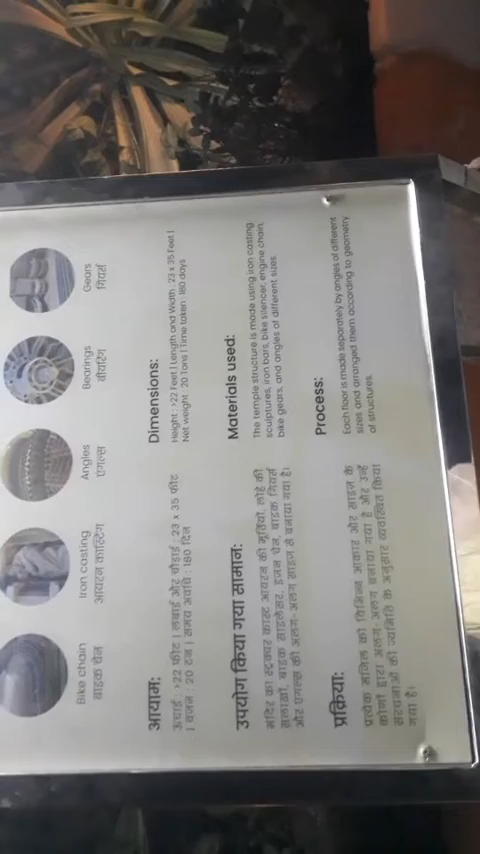 Bike chain
बाइक चेन
Iron casting
आयरन कास्टिंग
Angles
एंगल्स
Bearings
बीयरिंग
Gears
गियर्स
आयाम:
ऊंचाई : >22 फीट | लंबाई और चौड़ाई : 23 x 35 फीट
| वजन : 20 टन | समय अवधि : 180 दिन
Dimensions:
Height : >22 Feet | Length and Width : 23 x 35 Feet |
Net weight : 20 Tons | Time taken : 180 days
उपयोग किया गया सामान:
मंदिर का स्ट्रक्चर कास्ट आयरन की मूर्तियों, लोहे की
सलाखों, बाइक साइलेंसर, इंजन चेन, बाइक गियर्स
और एंगल्स की अलग-अलग साइज़ से बनाया गया है।
Materials used:
The temple structure is made using iron casting
sculptures, iron bars, bike silencer, engine chain,
bike gears, and angles of different sizes.
प्रक्रिया:
प्रत्येक मंजिल को विभिन्न आकार और साइज़ के
कोणों द्वारा अलग-अलग बनाया गया है और उन्हें
संरचनाओं की ज्यामिति के अनुसार व्यवस्थित किया
गया है।
Process:
Each floor is made separately by angles of different
sizes and arranged them according to geometry
of structures.